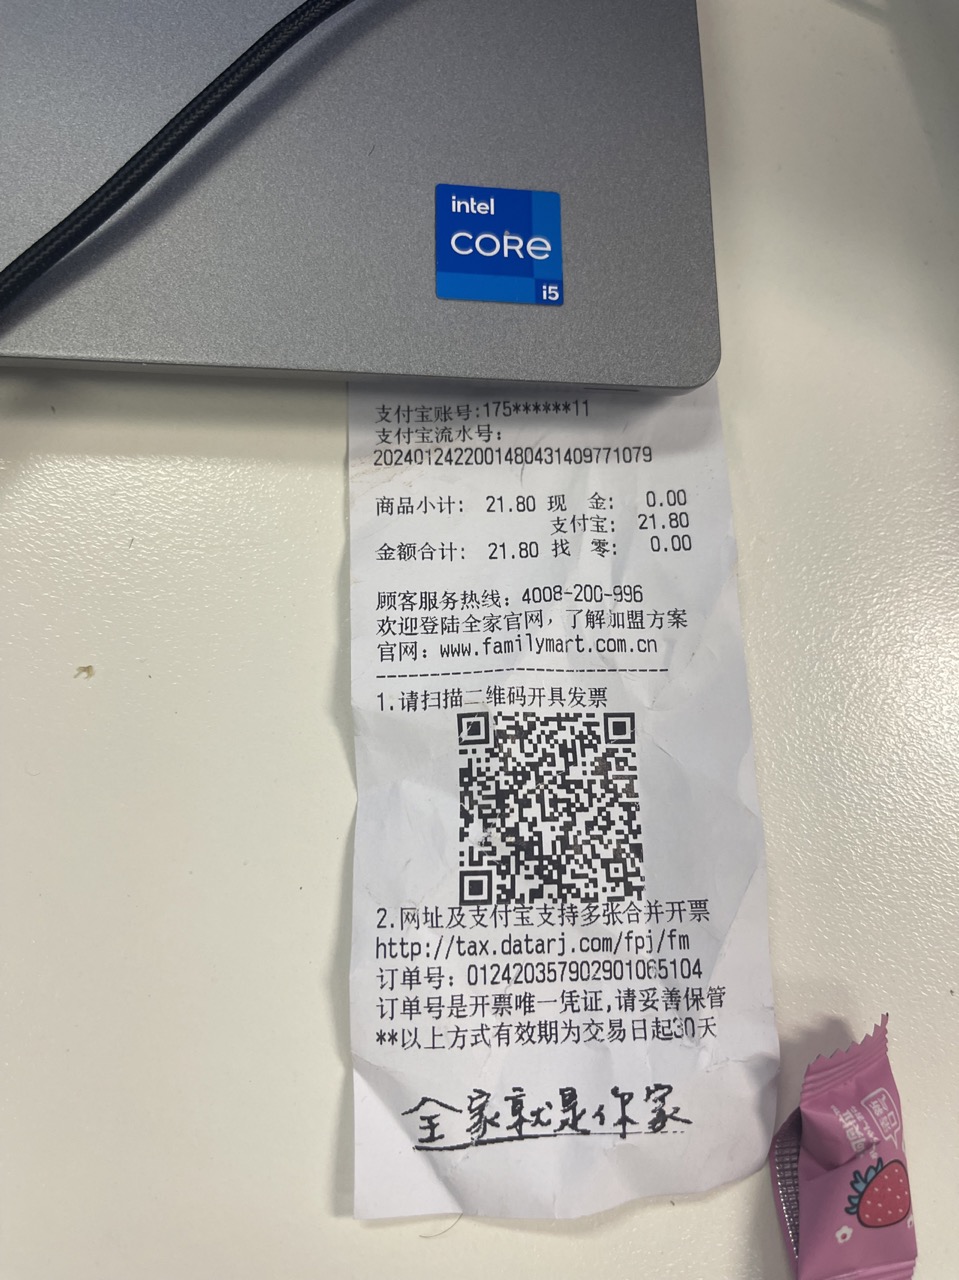 intel
CORe
i5
支付宝账号:175******11
支付宝流水号:
2024012422001480431409771079
商品小计: 21.80 现 金: 0.00
支付宝: 21.80
金额合计: 21.80 找 零: 0.00
顾客服务热线: 4008-200-996
欢迎登陆全家官网,了解加盟方案
官网: www.familymart.com.cn
1.请扫描二维码开具发票
2.网址及支付宝支持多张合并开票
http://tax.datarj.com/fpj/fm
订单号: 012420357902901065104
订单号是开票唯一凭证,请妥善保管
**以上方式有效期为交易日起30天
全家就是你家